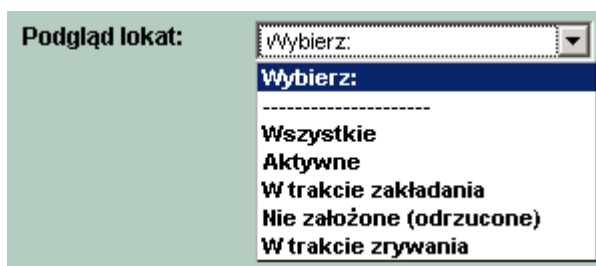 Podgląd lokat: Wybierz:
Wybierz:
---------------------
Wszystkie
Aktywne
W trakcie zakładania
Nie założone (odrzucone)
W trakcie zrywania